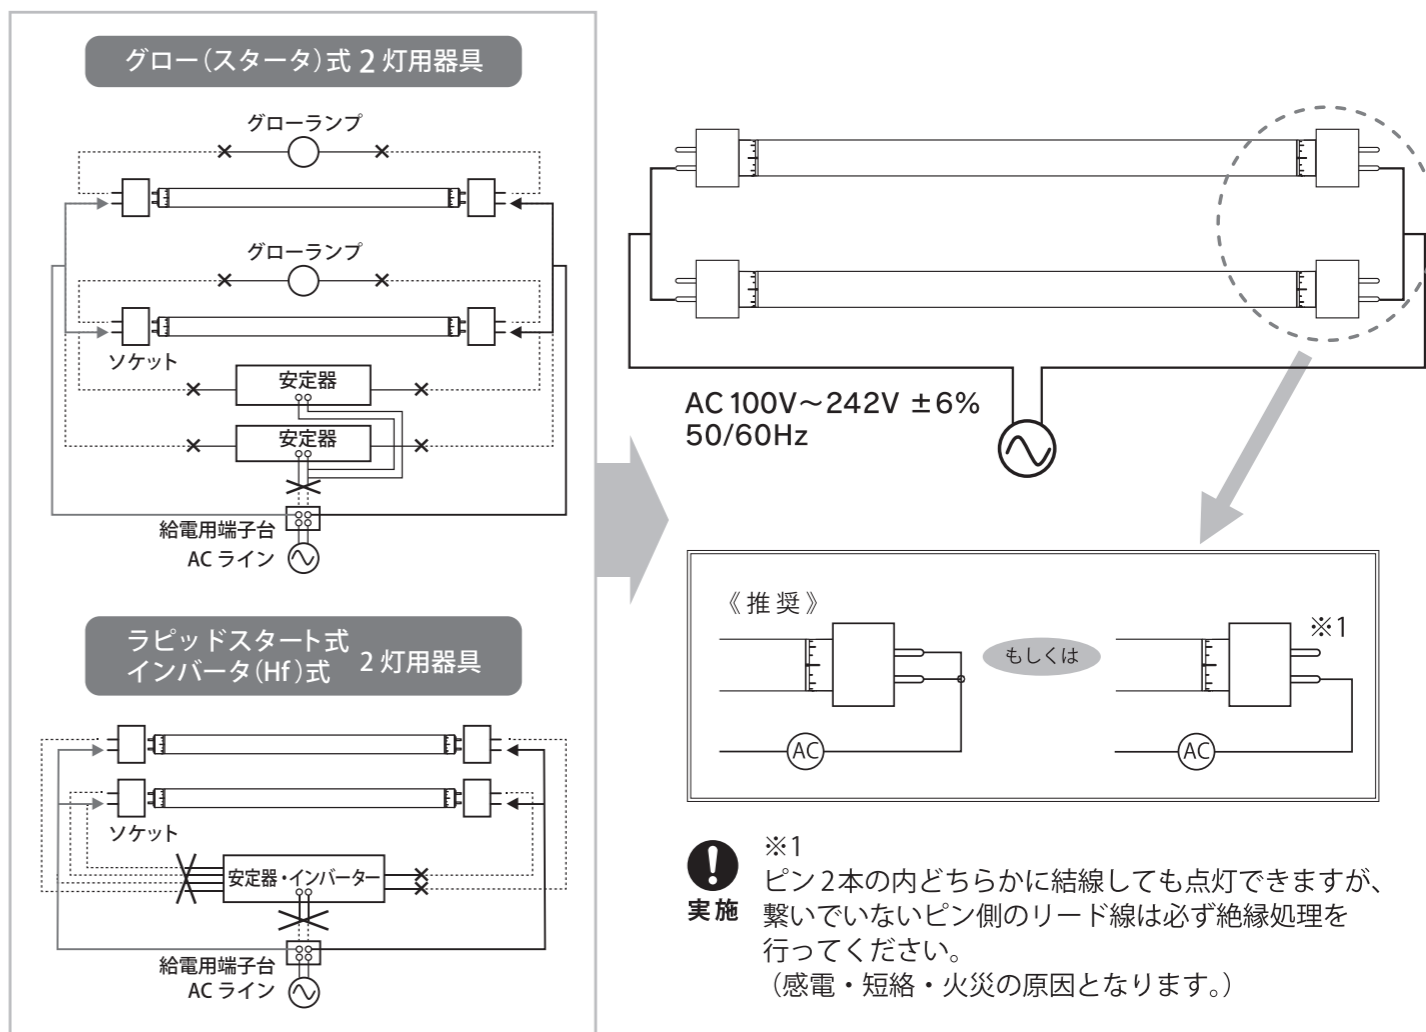 グロー(スタータ)式 2 灯用器具
グローランプ
グローランプ
ソケット
安定器
安定器
給電用端子台
AC ライン
ラピッドスタート式
インバータ(Hf)式 2 灯用器具
ソケット
安定器・インバーター
給電用端子台
AC ライン
AC 100V～242V ±6%
50/60Hz
《 推 奨 》
もしくは
※1
AC
AC
※1
ピン 2本の内どちらかに結線しても点灯できますが、
繋いでいないピン側のリード線は必ず絶縁処理を
行ってください。
（感電・短絡・火災の原因となります。）
実施